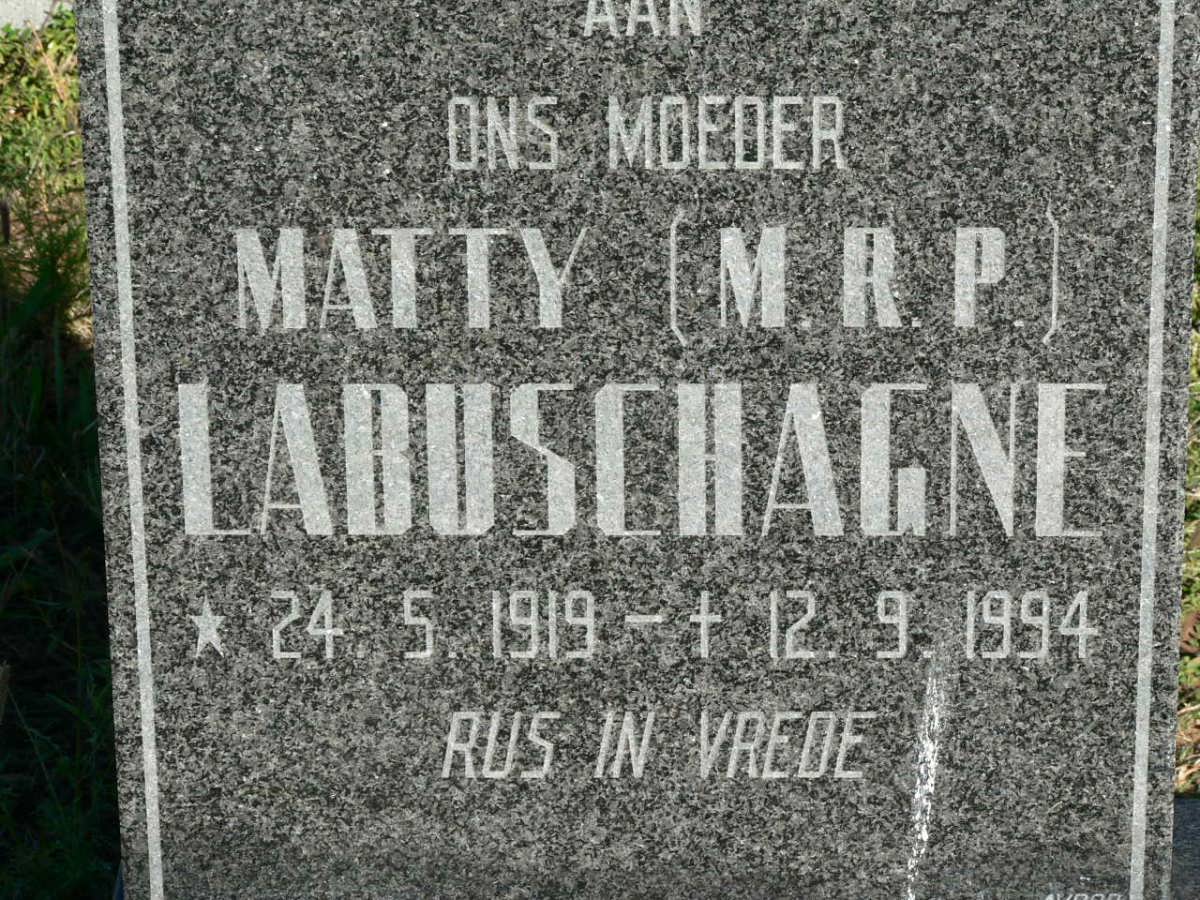 AAN
ONS MOEDER
MATTY (M.R.P.)
LABUSCHAGNE
★ 24.5.1919 – † 12.9.1994
RUS IN VREDE